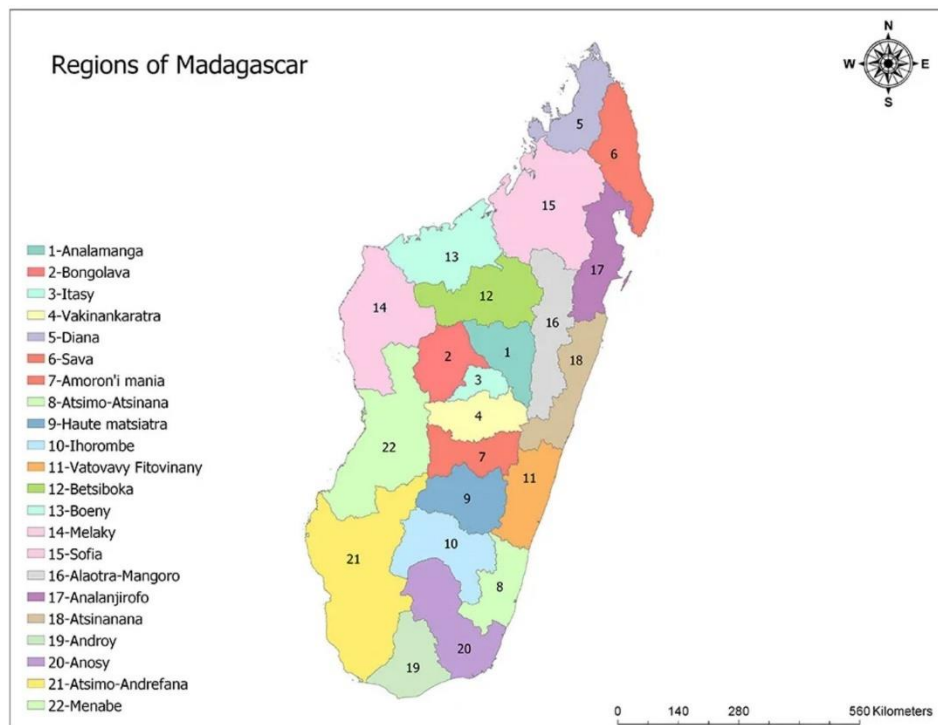 Regions of Madagascar
N
W E
S
5
6
15
13
17
12
14
16
1
2
18
3
4
22
7
11
9
10
21
8
20
19
1-Analamanga
2-Bongolava
3-Itasy
4-Vakinankaratra
5-Diana
6-Sava
7-Amoron'i mania
8-Atsimo-Atsinana
9-Haute matsiatra
10-Ihorombe
11-Vatovavy Fitovinany
12-Betsiboka
13-Boeny
14-Melaky
15-Sofia
16-Alaotra-Mangoro
17-Analanjirofo
18-Atsinanana
19-Androy
20-Anosy
21-Atsimo-Andrefana
22-Menabe
0 140 280 560 Kilometers